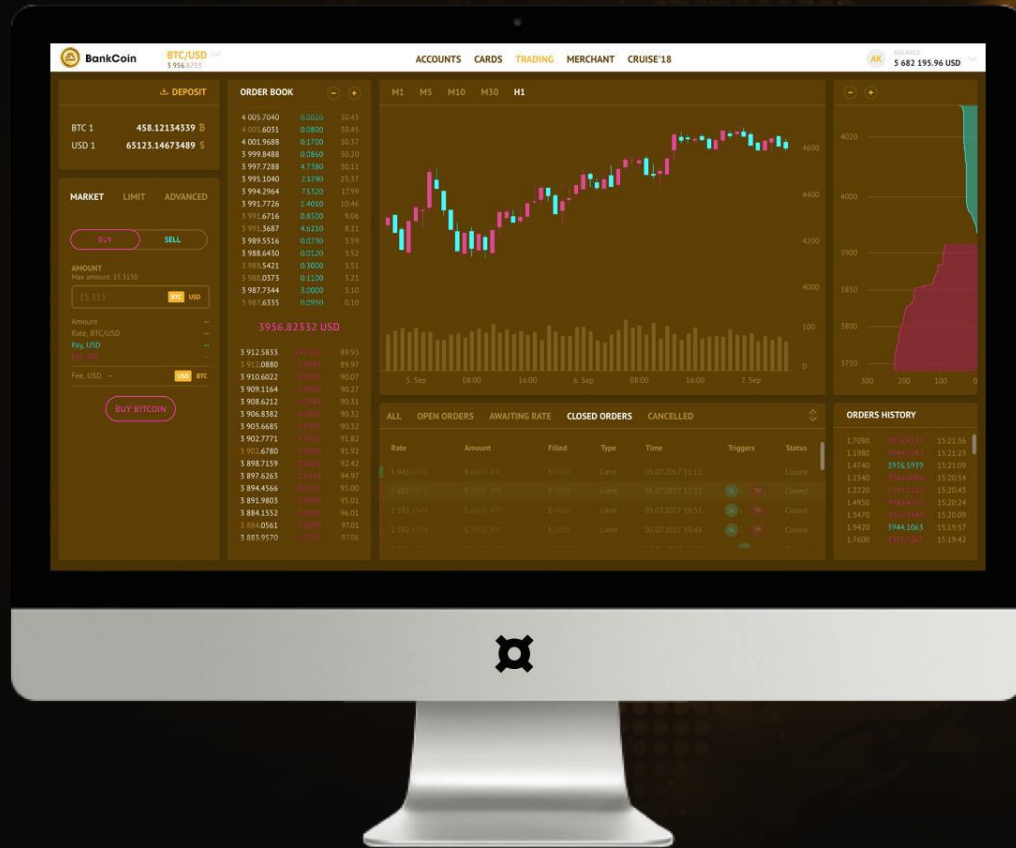 BankCoin
BTC/USD
3 956.8233
ACCOUNTS CARDS TRADING MERCHANT CRUISE'18
AK
BALANCE
5 682 195.96 USD
DEPOSIT
BTC 1 458.12134339
USD 1 65123.14673489 $
MARKET LIMIT ADVANCED
BUY SELL
AMOUNT
Max amount: 15.3150
15.313 BTC USD
Amount --
Rate, BTC/USD --
Pay, USD --
Fee, USD -- USD BTC
BUY BITCOIN
ORDER BOOK
4 005.7040 0.0020 30.45
4 005.6031 0.0800 30.45
4 001.9688 0.1700 30.37
3 999.8488 0.0860 30.20
3 997.7288 4.7380 30.11
3 995.1040 7.3790 25.37
3 994.2964 7.5320 17.99
3 991.7726 1.4010 10.46
3 991.6716 0.8500 9.06
3 991.3687 4.6210 8.21
3 989.5516 0.0730 3.59
3 988.6430 0.0120 3.52
3 988.5421 0.3000 3.51
3 988.0373 0.1100 3.21
3 987.7344 3.0000 3.10
3 987.6335 0.0950 0.10
3956.82332 USD
3 912.5833 89.93
3 912.0880 89.97
3 910.6022 90.07
3 909.1164 90.27
3 908.6212 90.31
3 906.8382 90.32
3 903.6685 90.32
3 902.7771 91.82
3 902.6780 91.92
3 898.7159 92.42
3 897.6263 94.97
3 894.4566 95.00
3 891.9803 95.01
3 884.1552 96.01
3 884.0561 97.01
3 883.9570 97.06
M1 M5 M10 M30 H1
4600
4400
4200
4000
100
0
5. Sep 08:00 16:00 6. Sep 08:00 16:00 7. Sep
4020
4000
3900
3850
3800
3750
300 200 100 0
ALL OPEN ORDERS AWAITING RATE CLOSED ORDERS CANCELLED
Rate Amount Filled Type Time Triggers Status
Limit 05.07.2017 11:13 Closed
Limit 05.07.2017 11:11 SL TP Closed
Limit 05.07.2017 10:51 SL TP Closed
Limit 05.07.2017 10:43 SL TP Closed
ORDERS HISTORY
1.7080 15:21:36
1.1980 15:21:23
1.4740 3936.5939 15:21:09
1.2340 15:20:54
1.2220 15:20:43
1.4950 15:20:24
1.3470 15:20:09
1.9420 3944.1063 15:19:57
1.7600 15:19:42